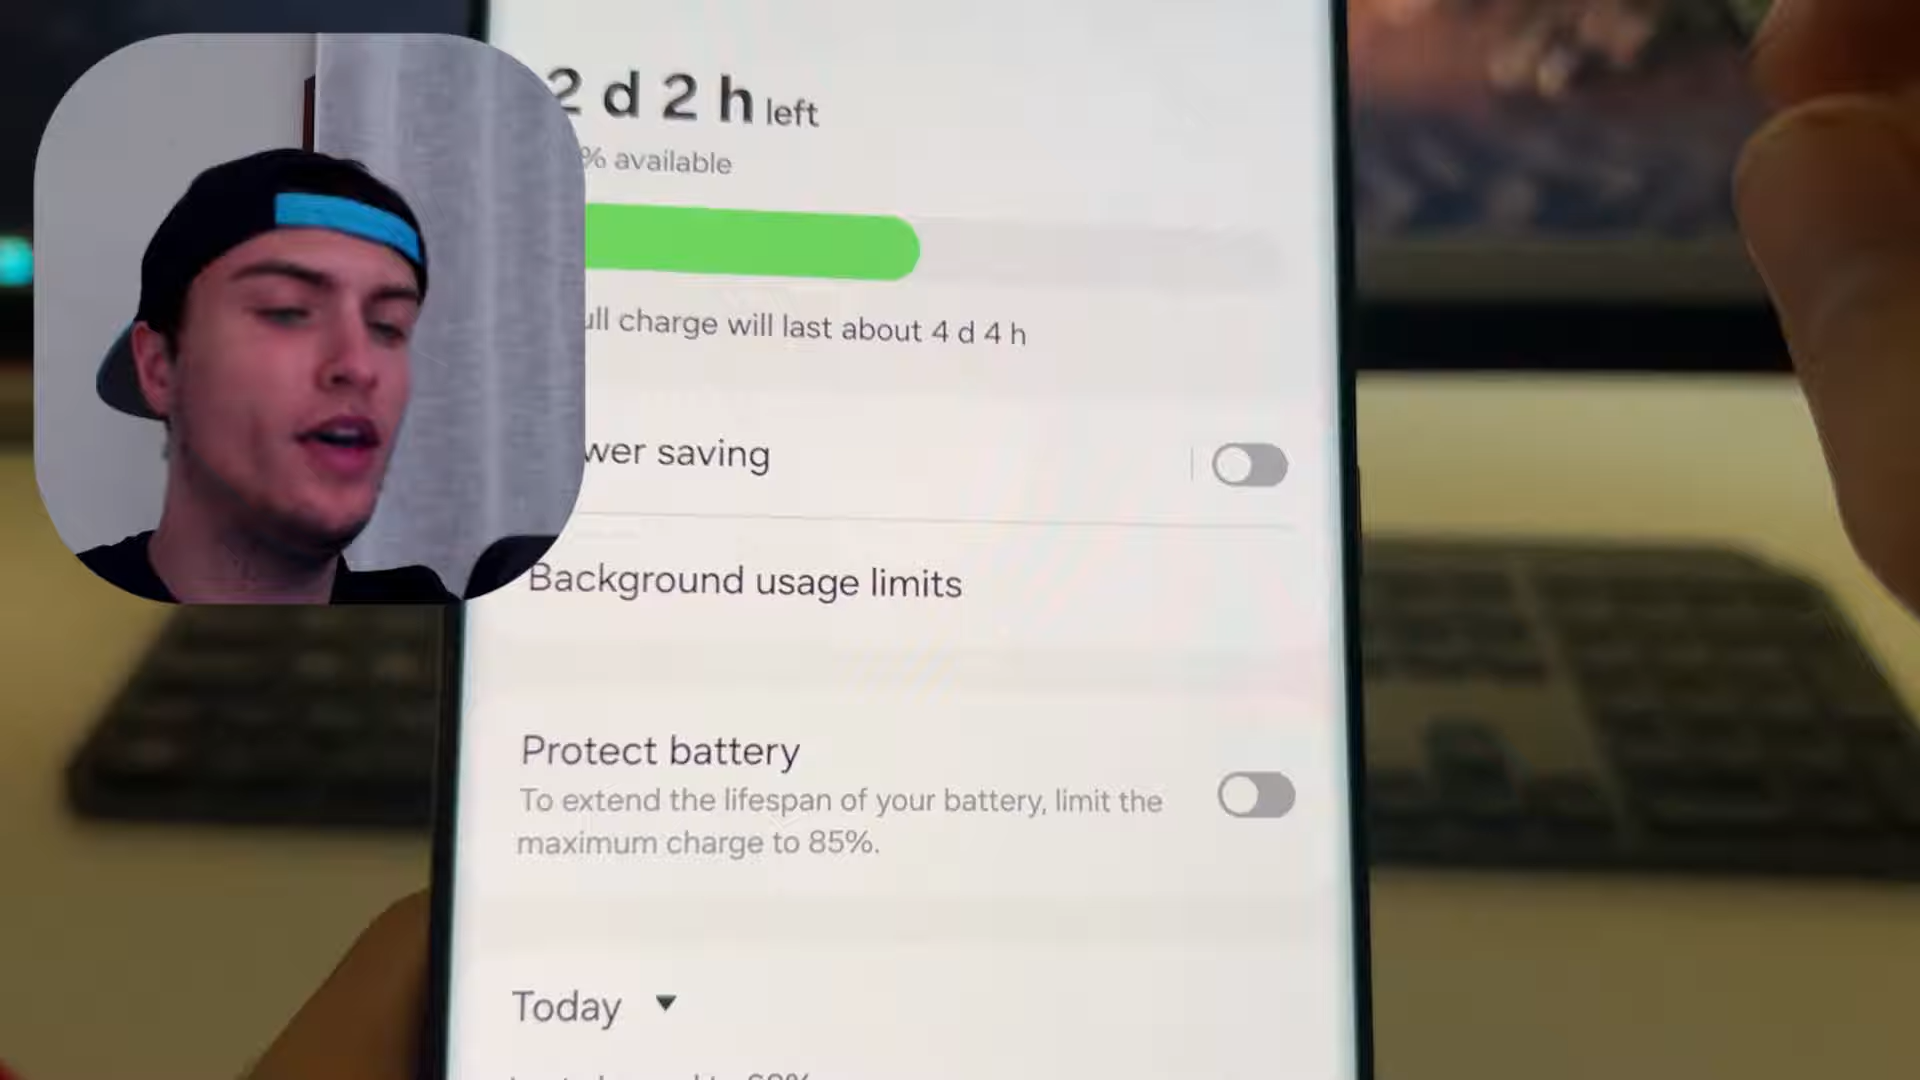 2 d 2 h left
% available
ull charge will last about 4 d 4 h
wer saving
Background usage limits
Protect battery
To extend the lifespan of your battery, limit the
maximum charge to 85%.
Today